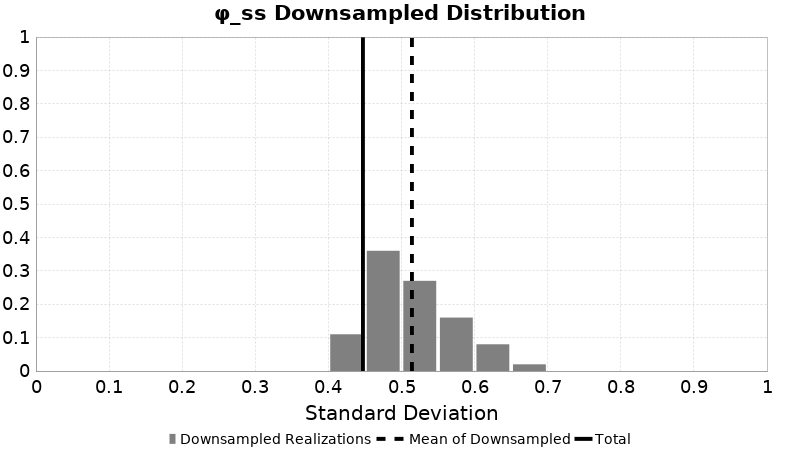 φ_ss Downsampled Distribution
1
0.9
0.8
0.7
0.6
0.5
0.4
0.3
0.2
0.1
0
0 0.1 0.2 0.3 0.4 0.5 0.6 0.7 0.8 0.9 1
Standard Deviation
Downsampled Realizations Mean of Downsampled Total